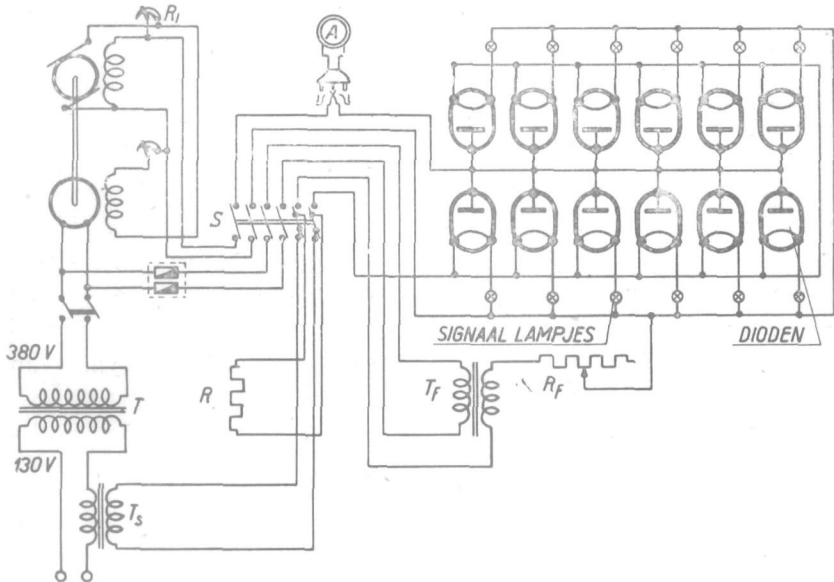 R1
A
S
SIGNAAL LAMPJES
DIODEN
380 V
T
R
TF
RF
130 V
Ts